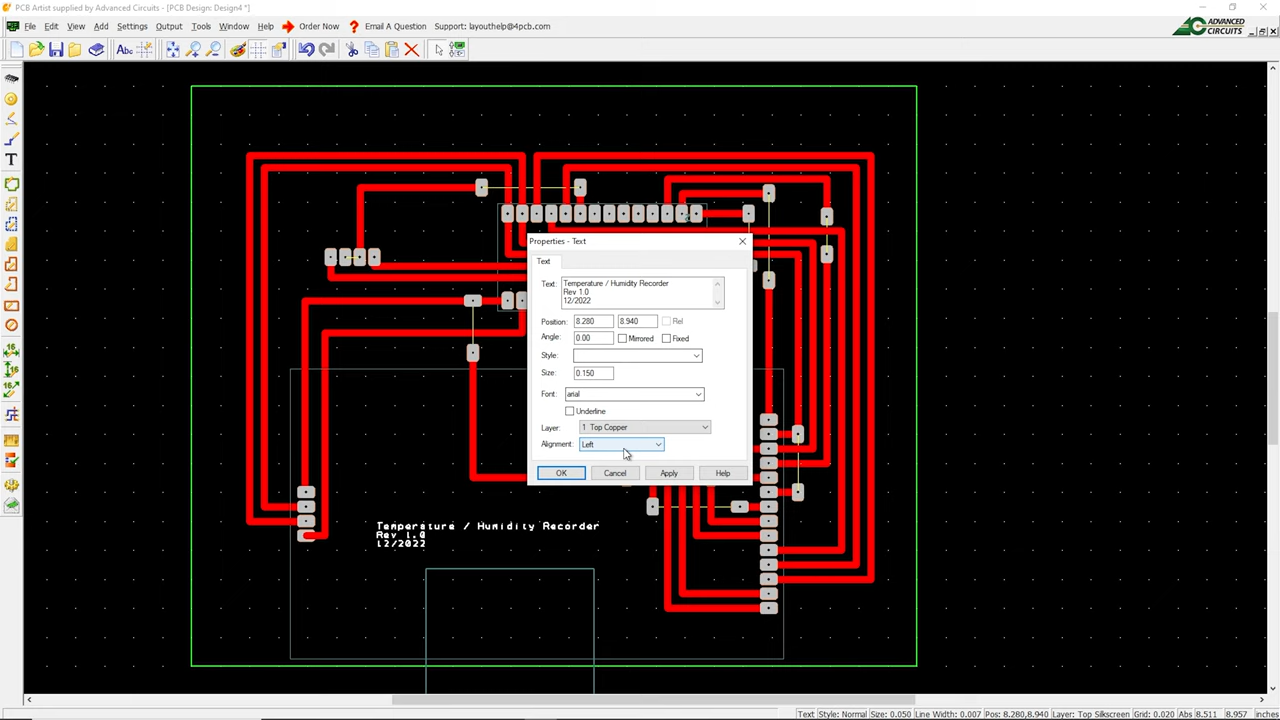 PCB Artist supplied by Advanced Circuits - [PCB Design: Design4 *]
File Edit View Add Settings Output Tools Window Help Order Now Email A Question Support: layouthelp@4pcb.com
ADVANCED
CIRCUITS
Abc
T
16
16
16
Properties - Text
Text
Text: Temperature / Humidity Recorder
Rev 1.0
12/2022
Position: 8.280 8.940 Rel
Angle: 0.00 Mirrored Fixed
Style:
Size: 0.150
Font: arial
Underline
Layer: 1 Top Copper
Alignment: Left
OK Cancel Apply Help
Temperature / Humidity Recorder
Rev 1.0
12/2022
Text Style: Normal Size: 0.050 Line Width: 0.007 Pos: 8.280,8.940 Layer: Top Silkscreen Grid: 0.020 Abs 8.511 8.957 inches